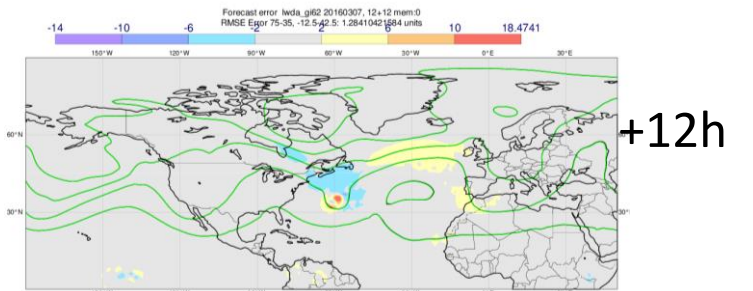 Forecast error lwda_gi62 20160307, 12+12 mem:0
RMSE Error 75-35, -12.5-42.5: 1.28410421584 units
-14 -10 -6 -2 2 6 10 18.4741
150°W 120°W 90°W 60°W 30°W 0°E 30°E
60°N
+12h
30°N 30°